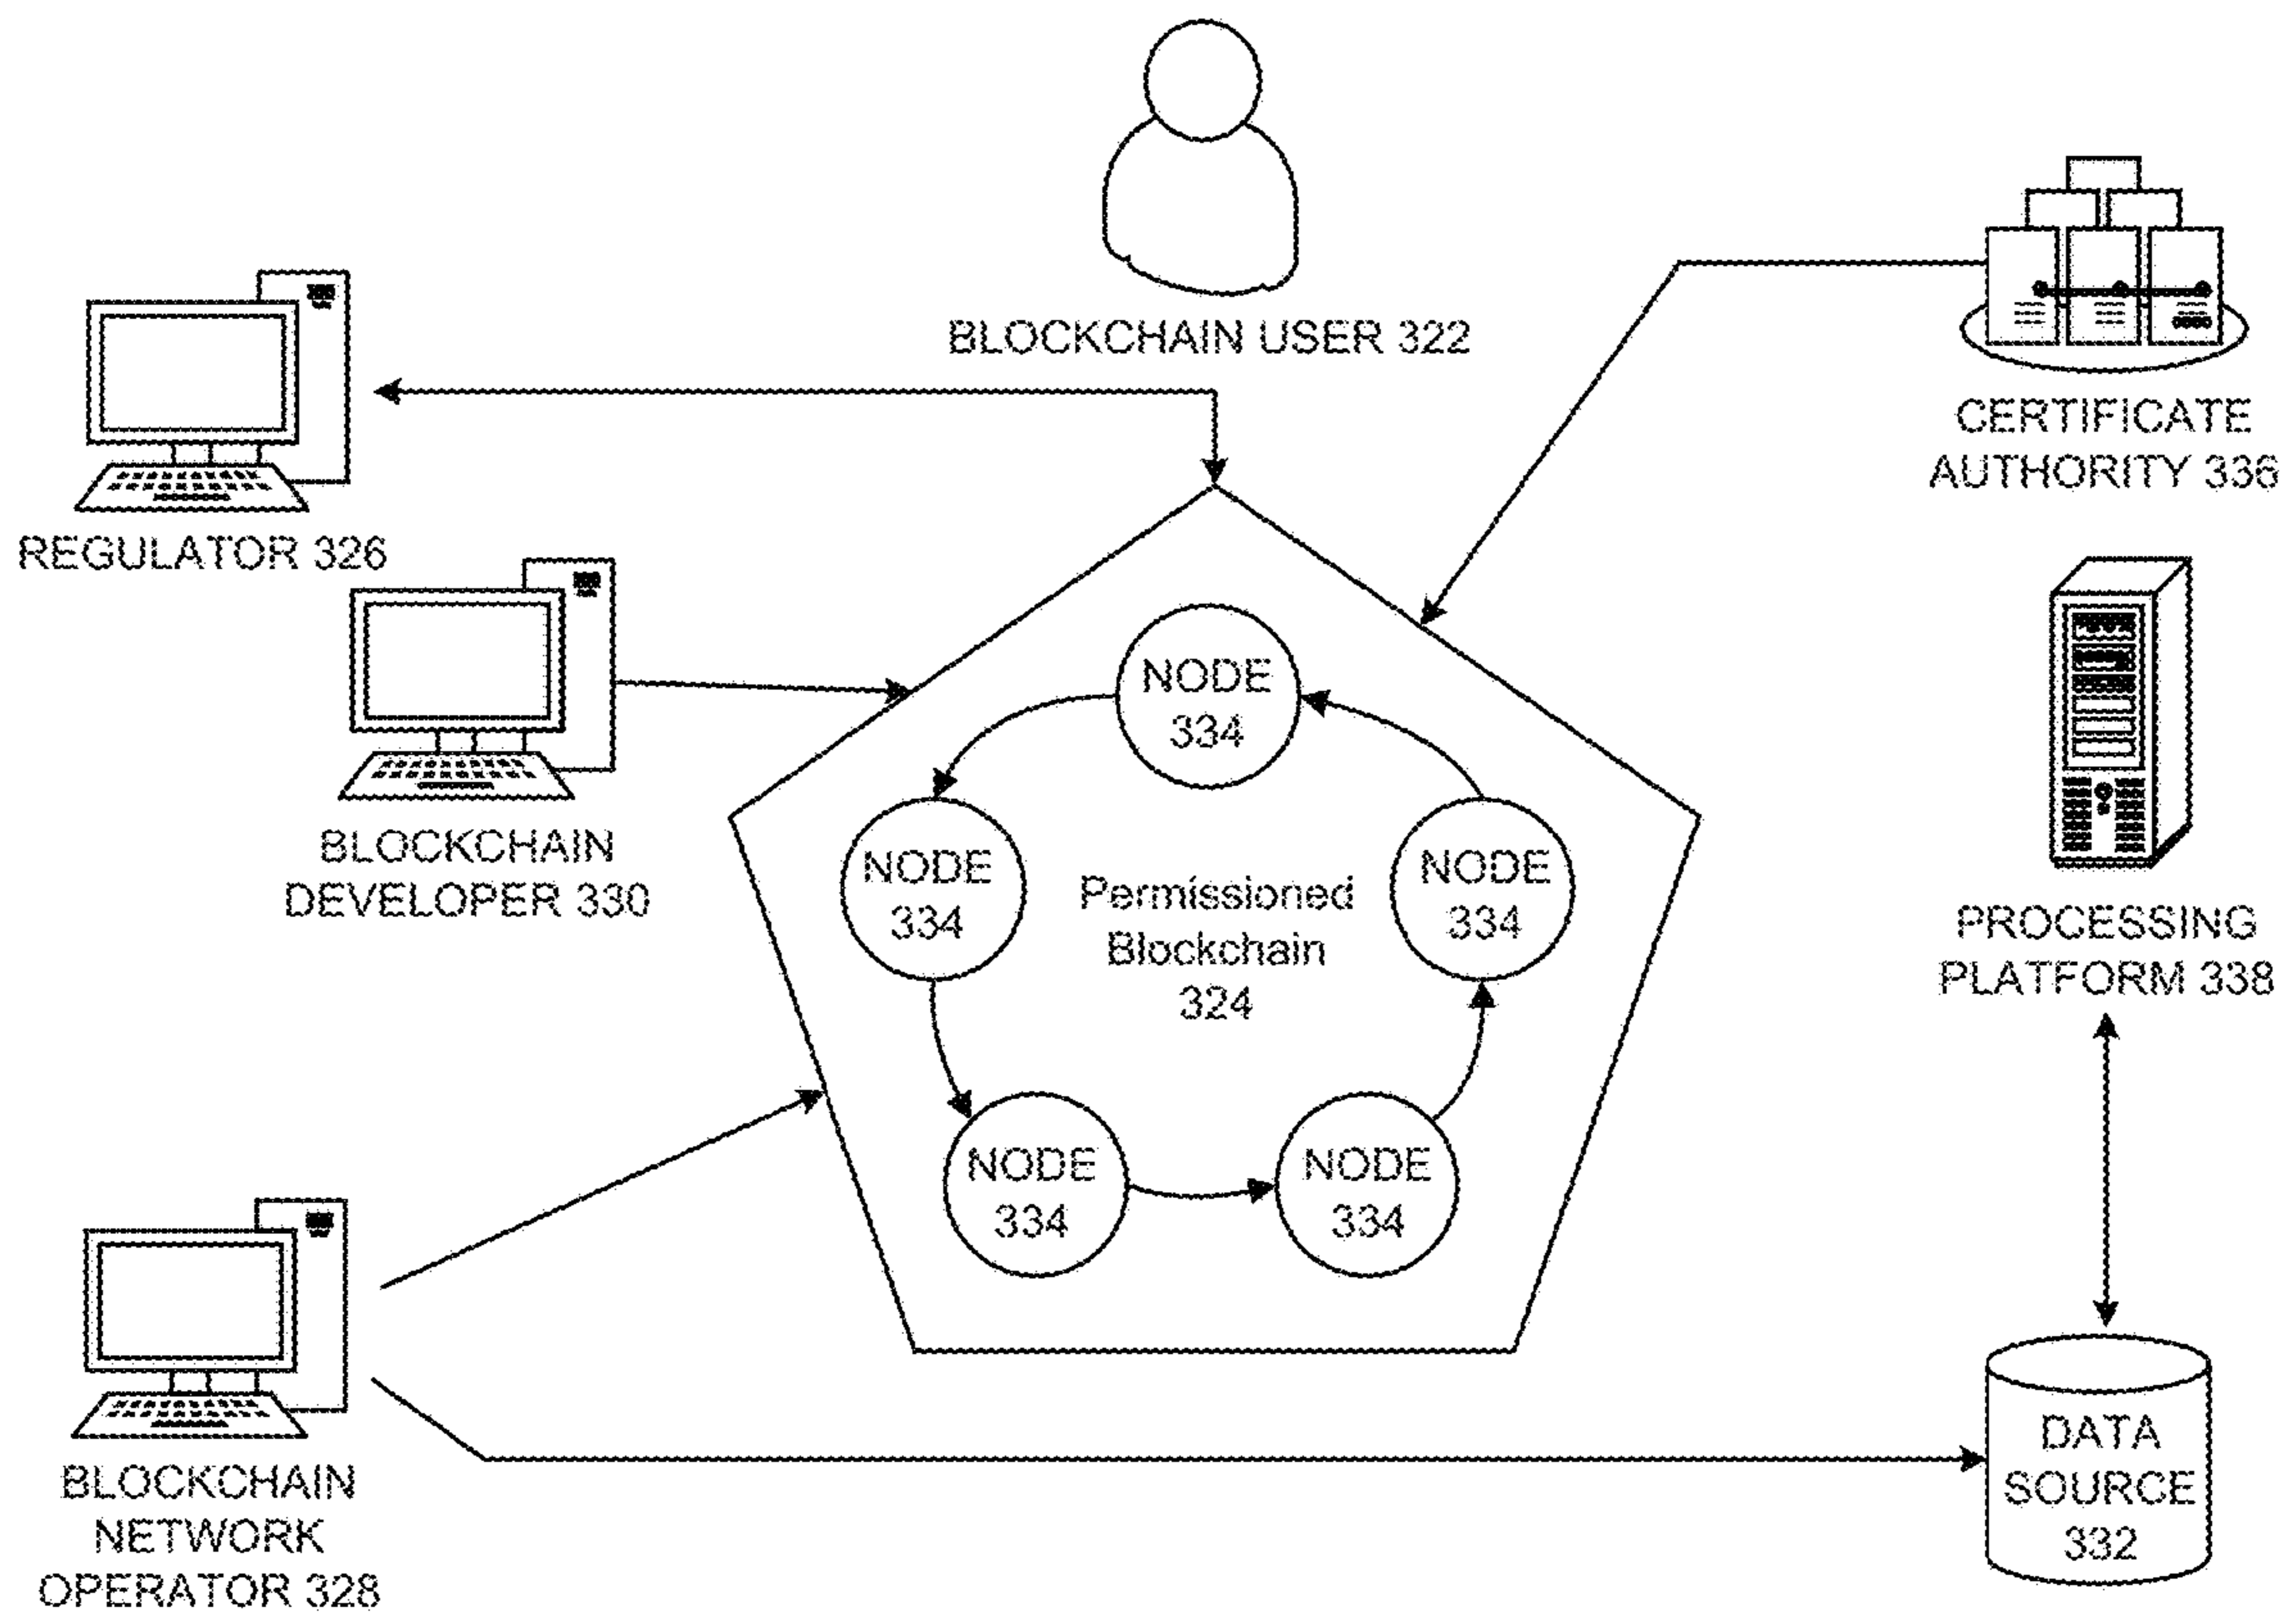 BLOCKCHAIN USER 322
CERTIFICATE
AUTHORITY 336
REGULATOR 326
BLOCKCHAIN
DEVELOPER 330
NODE
334
NODE
334
Permissioned
Blockchain
324
NODE
334
NODE
334
NODE
334
PROCESSING
PLATFORM 338
BLOCKCHAIN
NETWORK
OPERATOR 328
DATA
SOURCE
332